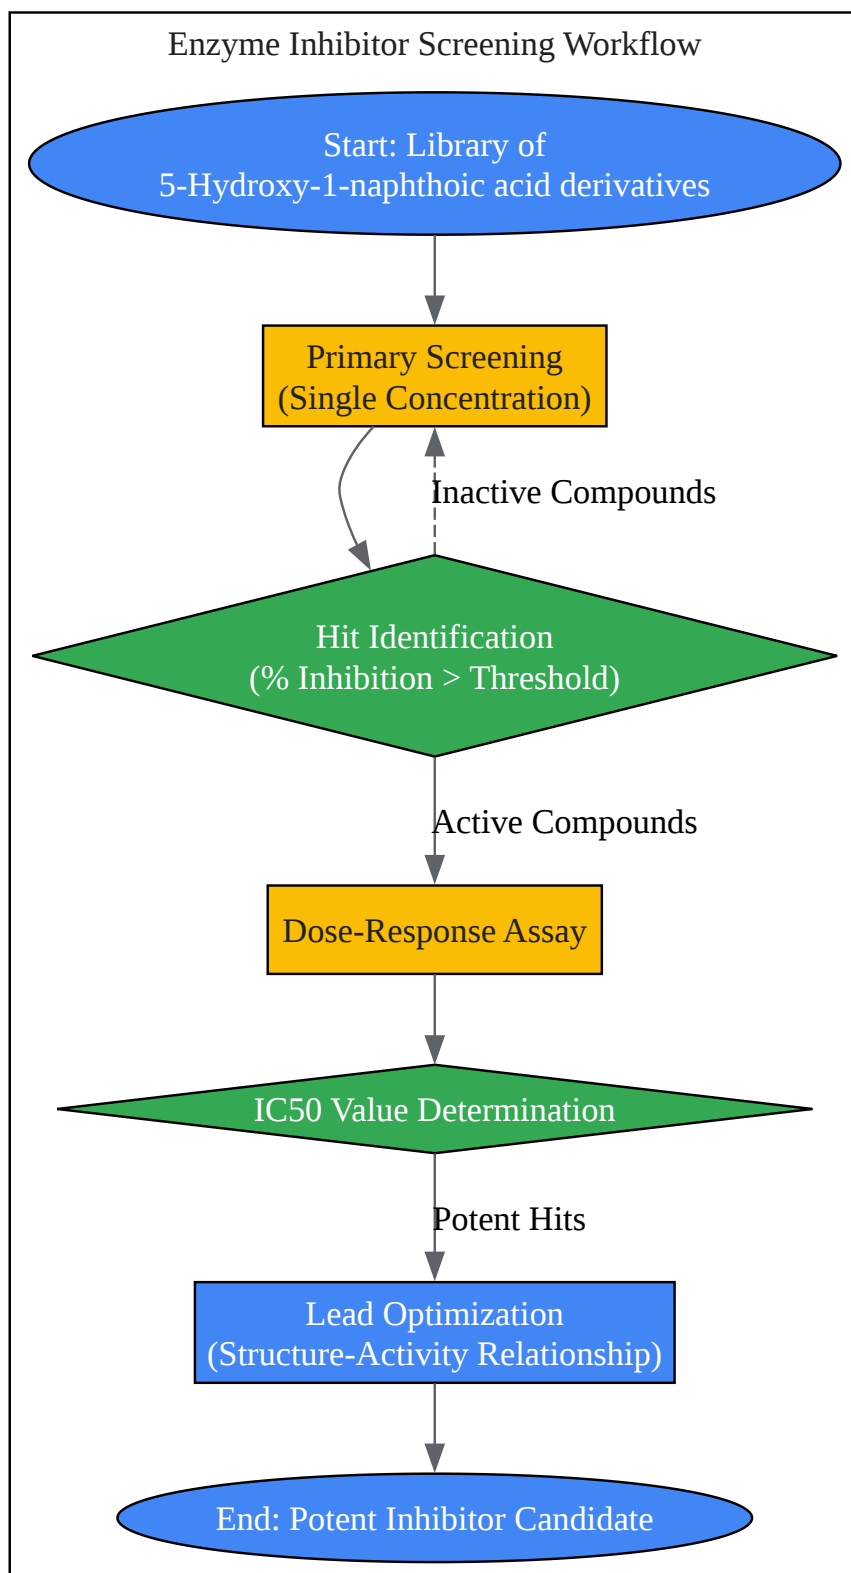 Enzyme Inhibitor Screening Workflow
Start: Library of
5-Hydroxy-1-naphthoic acid derivatives
Primary Screening
(Single Concentration)
Inactive Compounds
Hit Identification
(% Inhibition > Threshold)
Active Compounds
Dose-Response Assay
IC50 Value Determination
Potent Hits
Lead Optimization
(Structure-Activity Relationship)
End: Potent Inhibitor Candidate